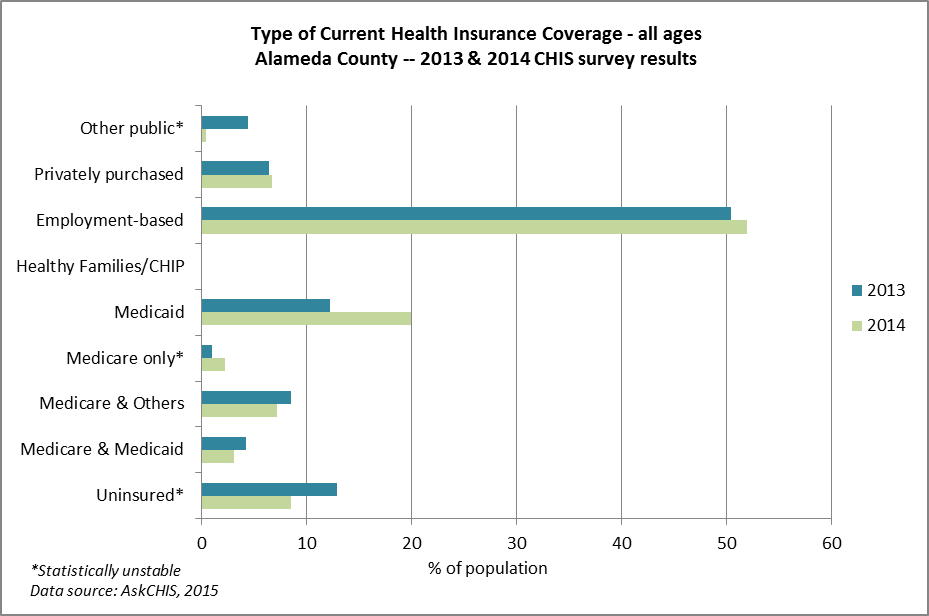 Type of Current Health Insurance Coverage - all ages
Alameda County -- 2013 & 2014 CHIS survey results
Other public*
Privately purchased
Employment-based
Healthy Families/CHIP
Medicaid
Medicare only*
Medicare & Others
Medicare & Medicaid
Uninsured*
2013
2014
0 10 20 30 40 50 60
% of population
*Statistically unstable
Data source: AskCHIS, 2015